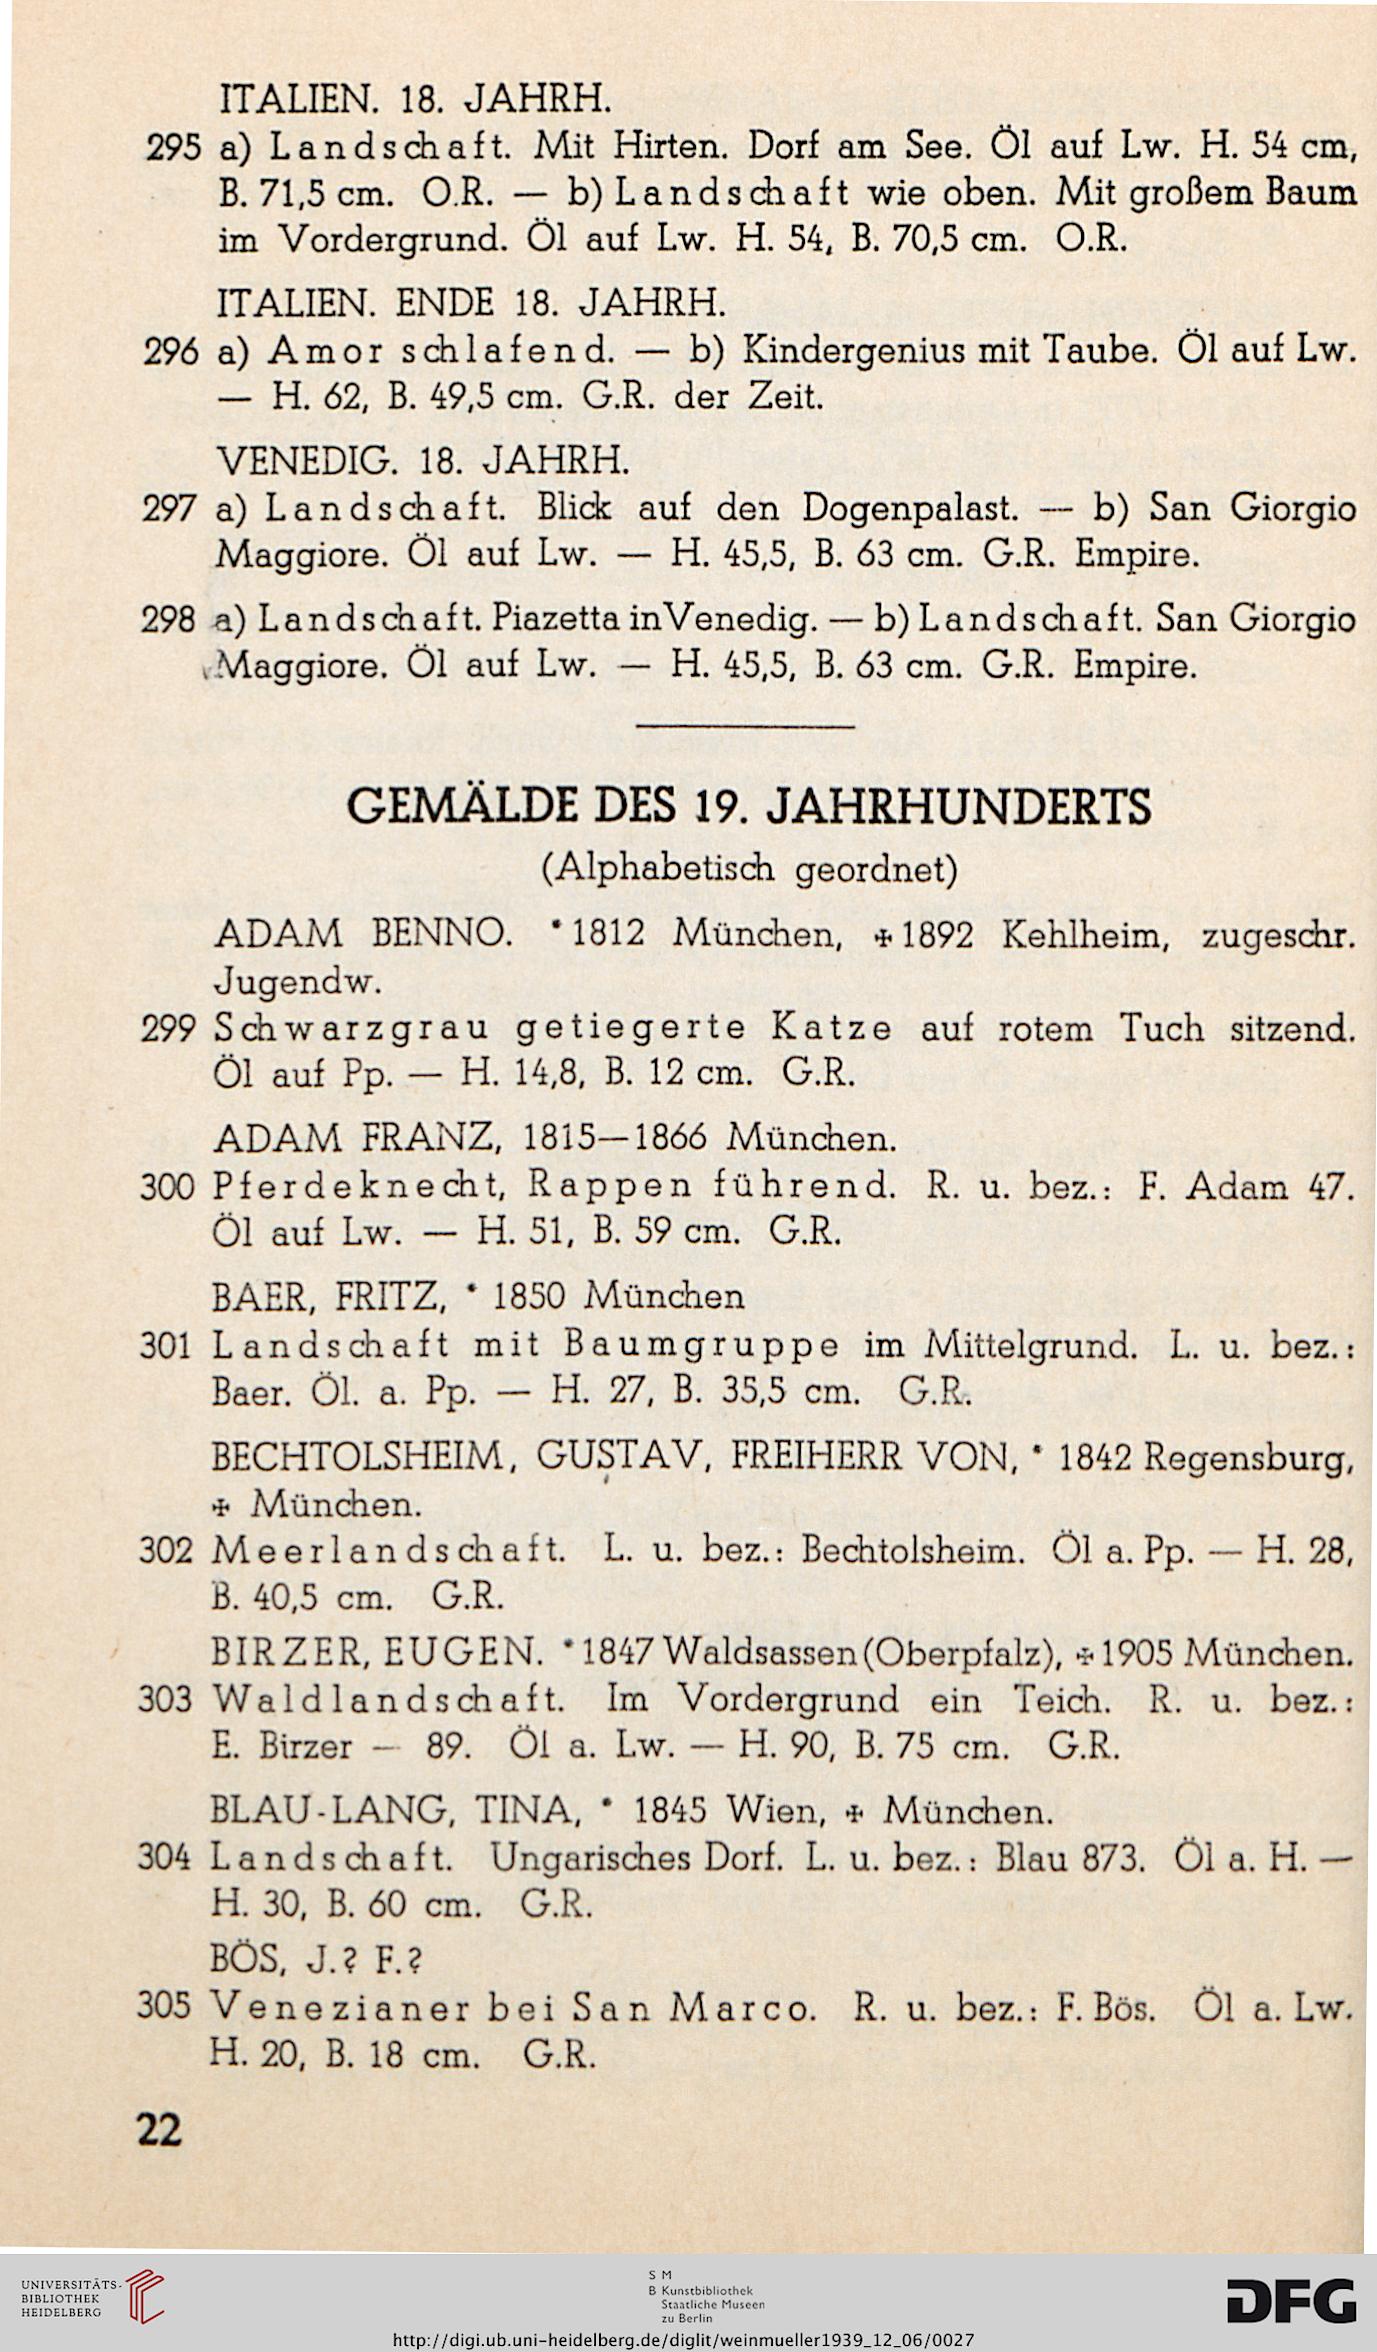 ITALIEN. 18. JAHRH.
295 a) Landschaft. Mit Hirten. Dorf am See. Öl auf Lw. H. 54 cm,
B. 71,5 cm. O.R. — b) Landschaft wie oben. Mit großem Baum
im Vordergrund. Öl auf Lw. H. 54, B. 70,5 cm. O.R.
ITALIEN. ENDE 18. JAHRH.
296 a) Amor schlafend. — b) Kindergenius mit Taube. Öl auf Lw.
— H. 62, B. 49,5 cm. G.R. der Zeit.
VENEDIG. 18. JAHRH.
297 a) Landschaft. Blick auf den Dogenpalast. — b) San Giorgio
Maggiore. Öl auf Lw. — H. 45,5, B. 63 cm. G.R. Empire.
298 a) Landschaft. Piazetta in Venedig. — b) Landschaft. San Giorgio
Maggiore. Öl auf Lw. — H. 45,5, B. 63 cm. G.R. Empire.
GEMÄLDE DES 19. JAHRHUNDERTS
(Alphabetisch geordnet)
ADAM BENNO. * 1812 München, ✠ 1892 Kehlheim, zugeschr.
Jugendw.
299 Schwarzgrau getiegerte Katze auf rotem Tuch sitzend.
Öl auf Pp. — H. 14,8, B. 12 cm. G.R.
ADAM FRANZ, 1815—1866 München.
300 Pferdeknecht, Rappen führend. R. u. bez.: F. Adam 47.
Öl auf Lw. — H. 51, B. 59 cm. G.R.
BAER, FRITZ, * 1850 München
301 Landschaft mit Baumgruppe im Mittelgrund. L. u. bez.:
Baer. Öl. a. Pp. — H. 27, B. 35,5 cm. G.R.
BECHTOLSHEIM, GUSTAV, FREIHERR VON, * 1842 Regensburg,
✠ München.
302 Meerlandschaft. L. u. bez.: Bechtolsheim. Öl a. Pp. — H. 28,
B. 40,5 cm. G.R.
BIRZER, EUGEN. * 1847 Waldsassen (Oberpfalz), ✠ 1905 München.
303 Waldlandschaft. Im Vordergrund ein Teich. R. u. bez.:
E. Birzer — 89. Öl a. Lw. — H. 90, B. 75 cm. G.R.
BLAU-LANG, TINA, * 1845 Wien, ✠ München.
304 Landschaft. Ungarisches Dorf. L. u. bez.: Blau 873. Öl a. H. —
H. 30, B. 60 cm. G.R.
BÖS, J.? F.?
305 Venezianer bei San Marco. R. u. bez.: F. Bös. Öl a. Lw.
H. 20, B. 18 cm. G.R.
22
UNIVERSITÄTS-
BIBLIOTHEK
HEIDELBERG
S M
B Kunstbibliothek
Staatliche Museen
zu Berlin
DFG
http://digi.ub.uni-heidelberg.de/diglit/weinmueller1939_12_06/0027